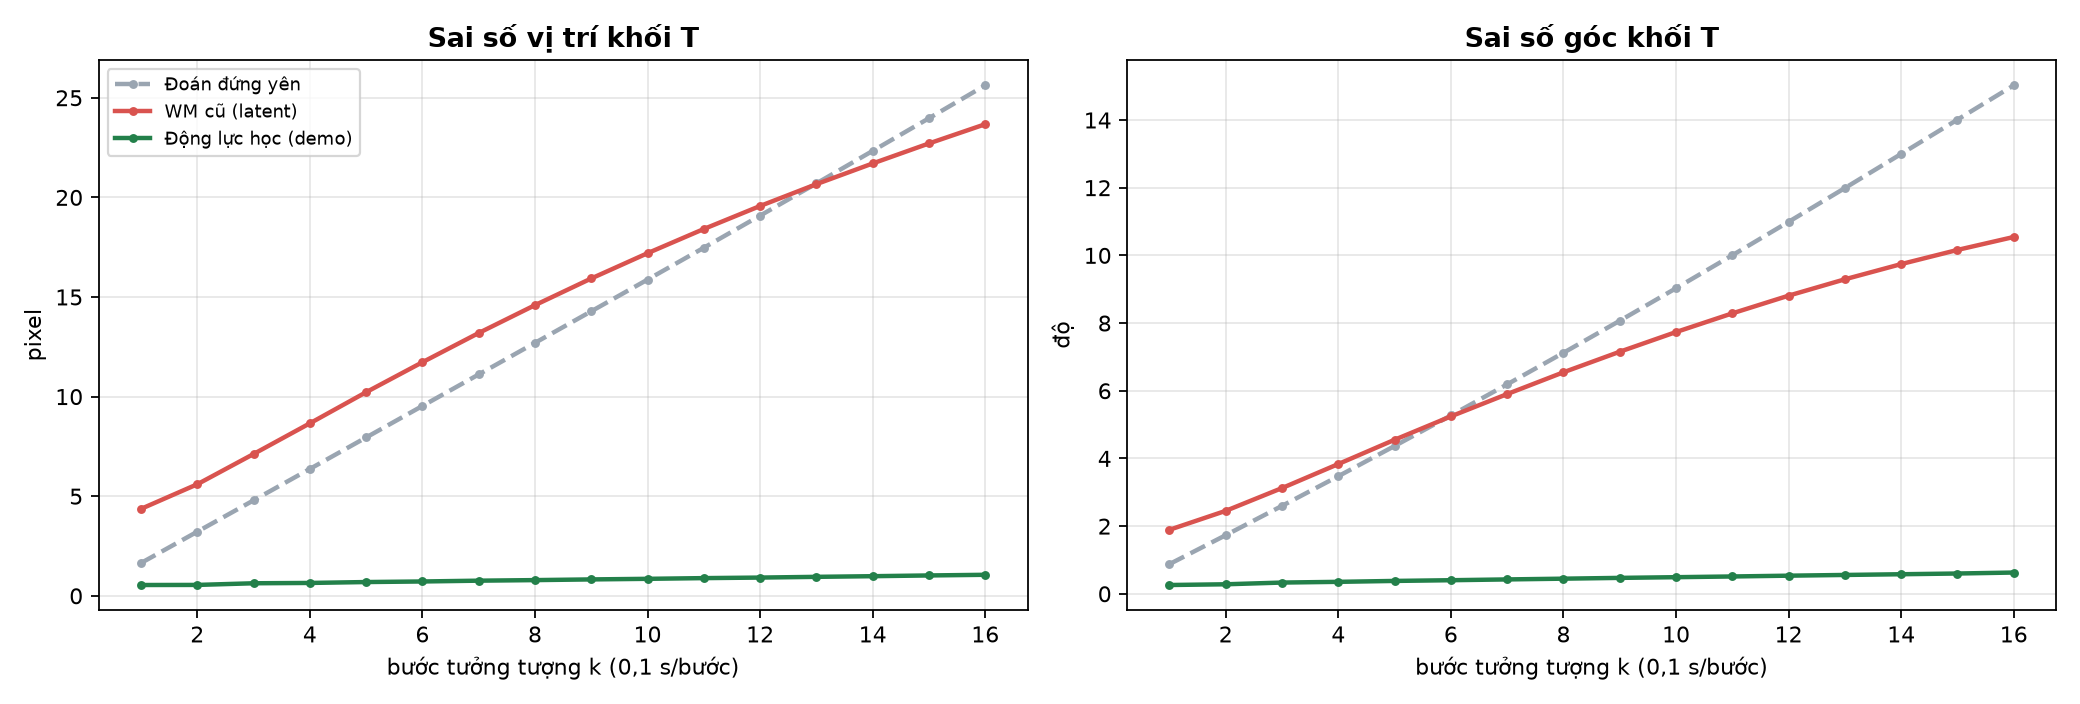 Sai số vị trí khối T
pixel
25
20
15
10
5
0
Đoán đứng yên
WM cũ (latent)
Động lực học (demo)
2 4 6 8 10 12 14 16
bước tưởng tượng k (0,1 s/bước)
Sai số góc khối T
độ
14
12
10
8
6
4
2
0
2 4 6 8 10 12 14 16
bước tưởng tượng k (0,1 s/bước)